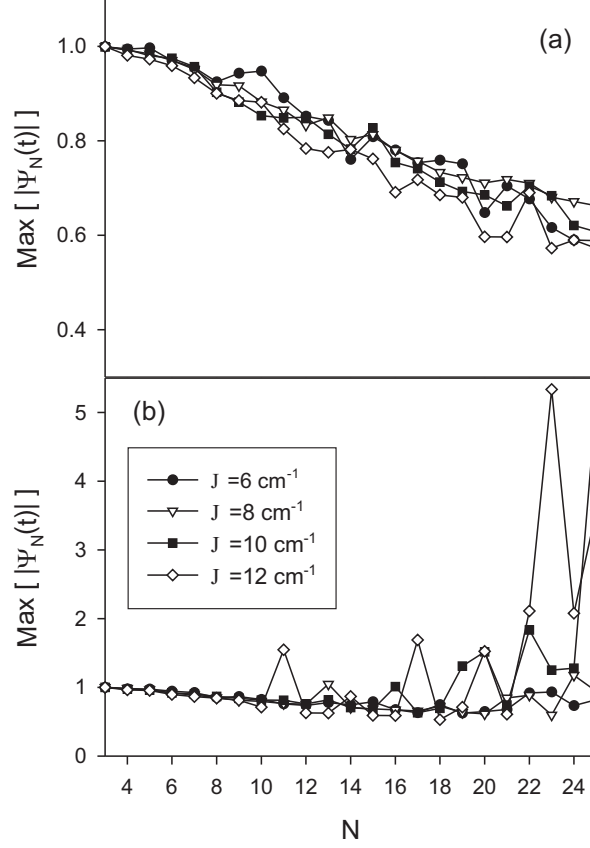 (a)
1.0
0.8
0.6
0.4
Max [ |Ψ_N(t)| ]
(b)
5
4
3
2
1
0
Max [ |Ψ_N(t)| ]
J =6 cm⁻¹
J =8 cm⁻¹
J =10 cm⁻¹
J =12 cm⁻¹
4 6 8 10 12 14 16 18 20 22 24
N